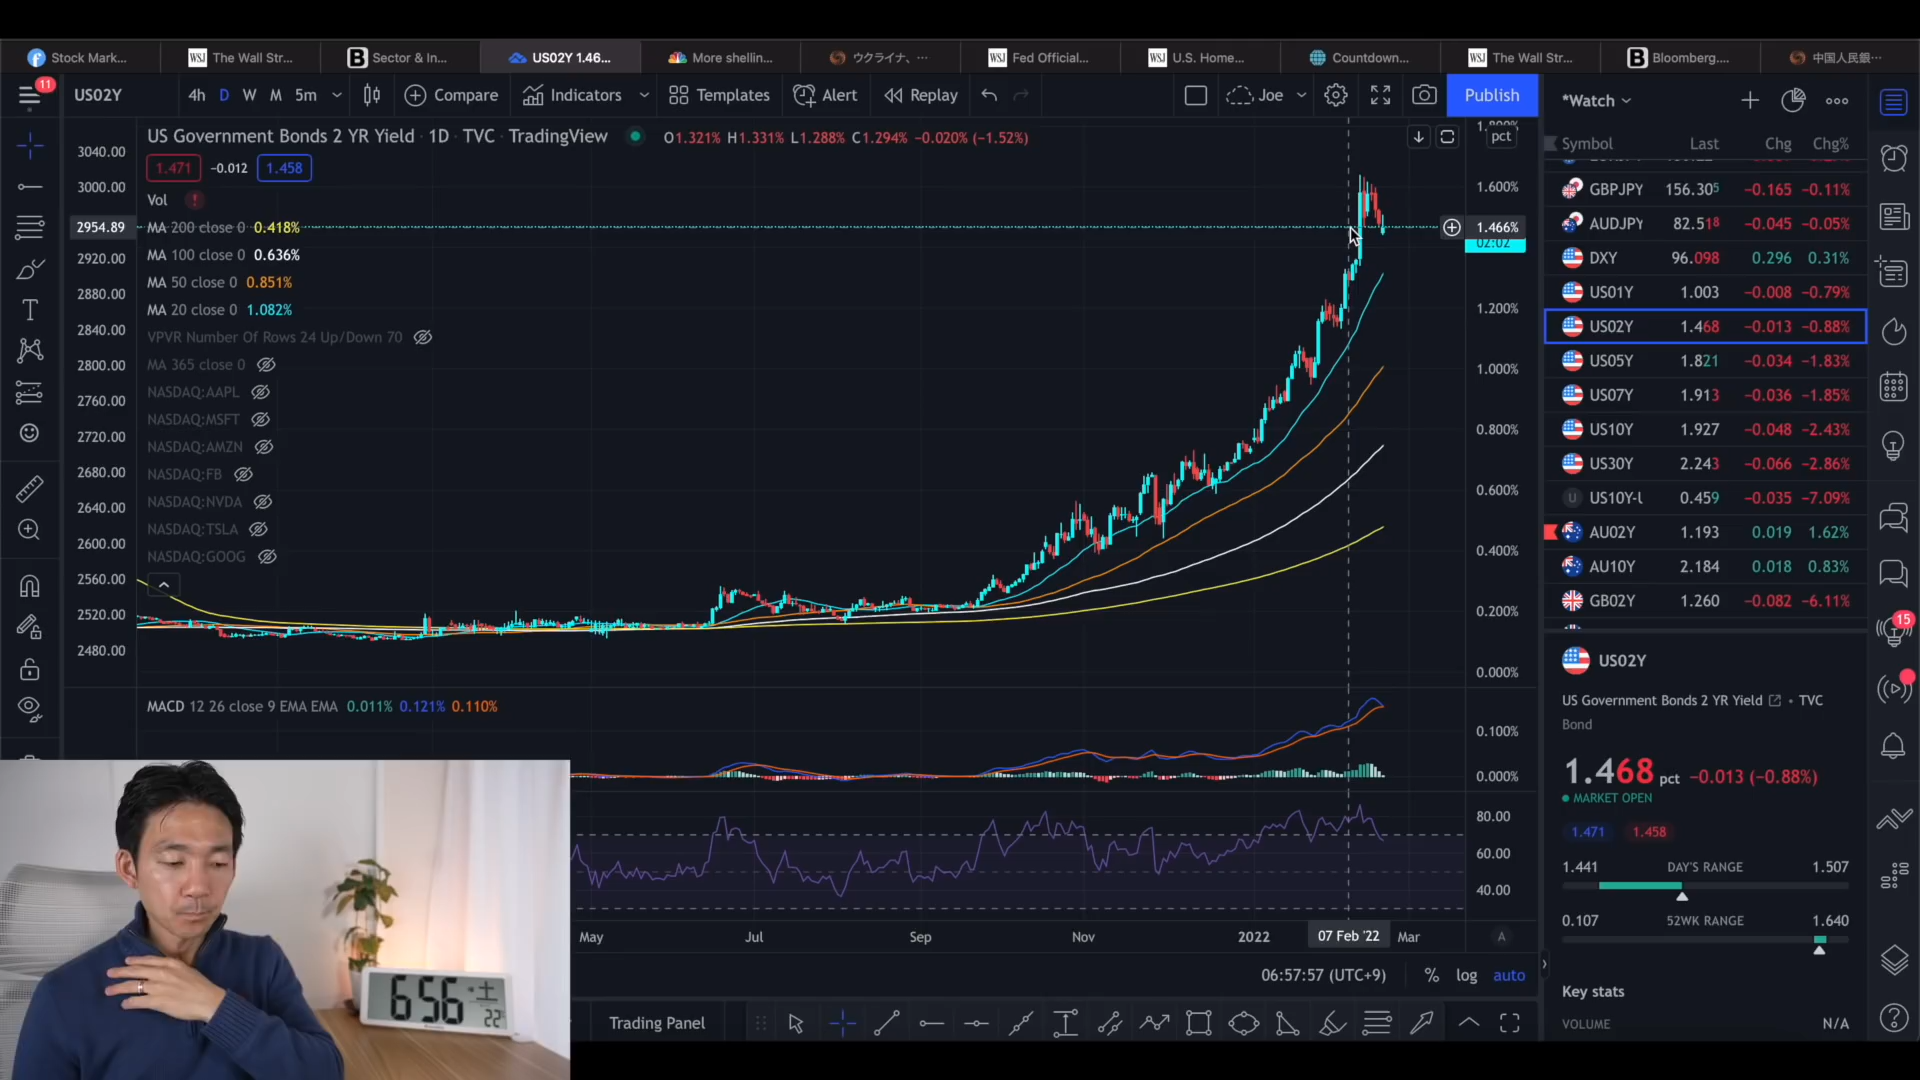 Stock Mark...
WSJ The Wall Str...
B Sector & In...
US02Y 1.46...
More shellin...
ウクライナ、…
WSJ Fed Official...
WSJ U.S. Home...
Countdown...
WSJ The Wall Str...
B Bloomberg....
中国人民銀…
11
US02Y
4h D W M 5m
Compare
Indicators
Templates
Alert
Replay
Joe
Publish
*Watch
US Government Bonds 2 YR Yield · 1D · TVC · TradingView
O1.321% H1.331% L1.288% C1.294% −0.020% (−1.52%)
1.471 −0.012 1.458
Vol !
MA 200 close 0 0.418%
MA 100 close 0 0.636%
MA 50 close 0 0.851%
MA 20 close 0 1.082%
VPVR Number Of Rows 24 Up/Down 70
MA 365 close 0
NASDAQ:AAPL
NASDAQ:MSFT
NASDAQ:AMZN
NASDAQ:FB
NASDAQ:NVDA
NASDAQ:TSLA
NASDAQ:GOOG
3040.00
3000.00
2954.89
2920.00
2880.00
2840.00
2800.00
2760.00
2720.00
2680.00
2640.00
2600.00
2560.00
2520.00
2480.00
1.800%
pct
1.600%
1.466%
02:02
1.200%
1.000%
0.800%
0.600%
0.400%
0.200%
0.000%
MACD 12 26 close 9 EMA EMA 0.011% 0.121% 0.110%
0.100%
0.000%
80.00
60.00
40.00
May Jul Sep Nov 2022 07 Feb '22 Mar A
06:57:57 (UTC+9) % log auto
Trading Panel
6:56 土
22
Symbol Last Chg Chg%
GBPJPY 156.305 −0.165 −0.11%
AUDJPY 82.518 −0.045 −0.05%
DXY 96.098 0.296 0.31%
US01Y 1.003 −0.008 −0.79%
US02Y 1.468 −0.013 −0.88%
US05Y 1.821 −0.034 −1.83%
US07Y 1.913 −0.036 −1.85%
US10Y 1.927 −0.048 −2.43%
US30Y 2.243 −0.066 −2.86%
U US10Y-l 0.459 −0.035 −7.09%
AU02Y 1.193 0.019 1.62%
AU10Y 2.184 0.018 0.83%
GB02Y 1.260 −0.082 −6.11%
15
US02Y
US Government Bonds 2 YR Yield • TVC
Bond
1.468 pct −0.013 (−0.88%)
MARKET OPEN
1.471 1.458
1.441 DAY'S RANGE 1.507
0.107 52WK RANGE 1.640
Key stats
VOLUME N/A